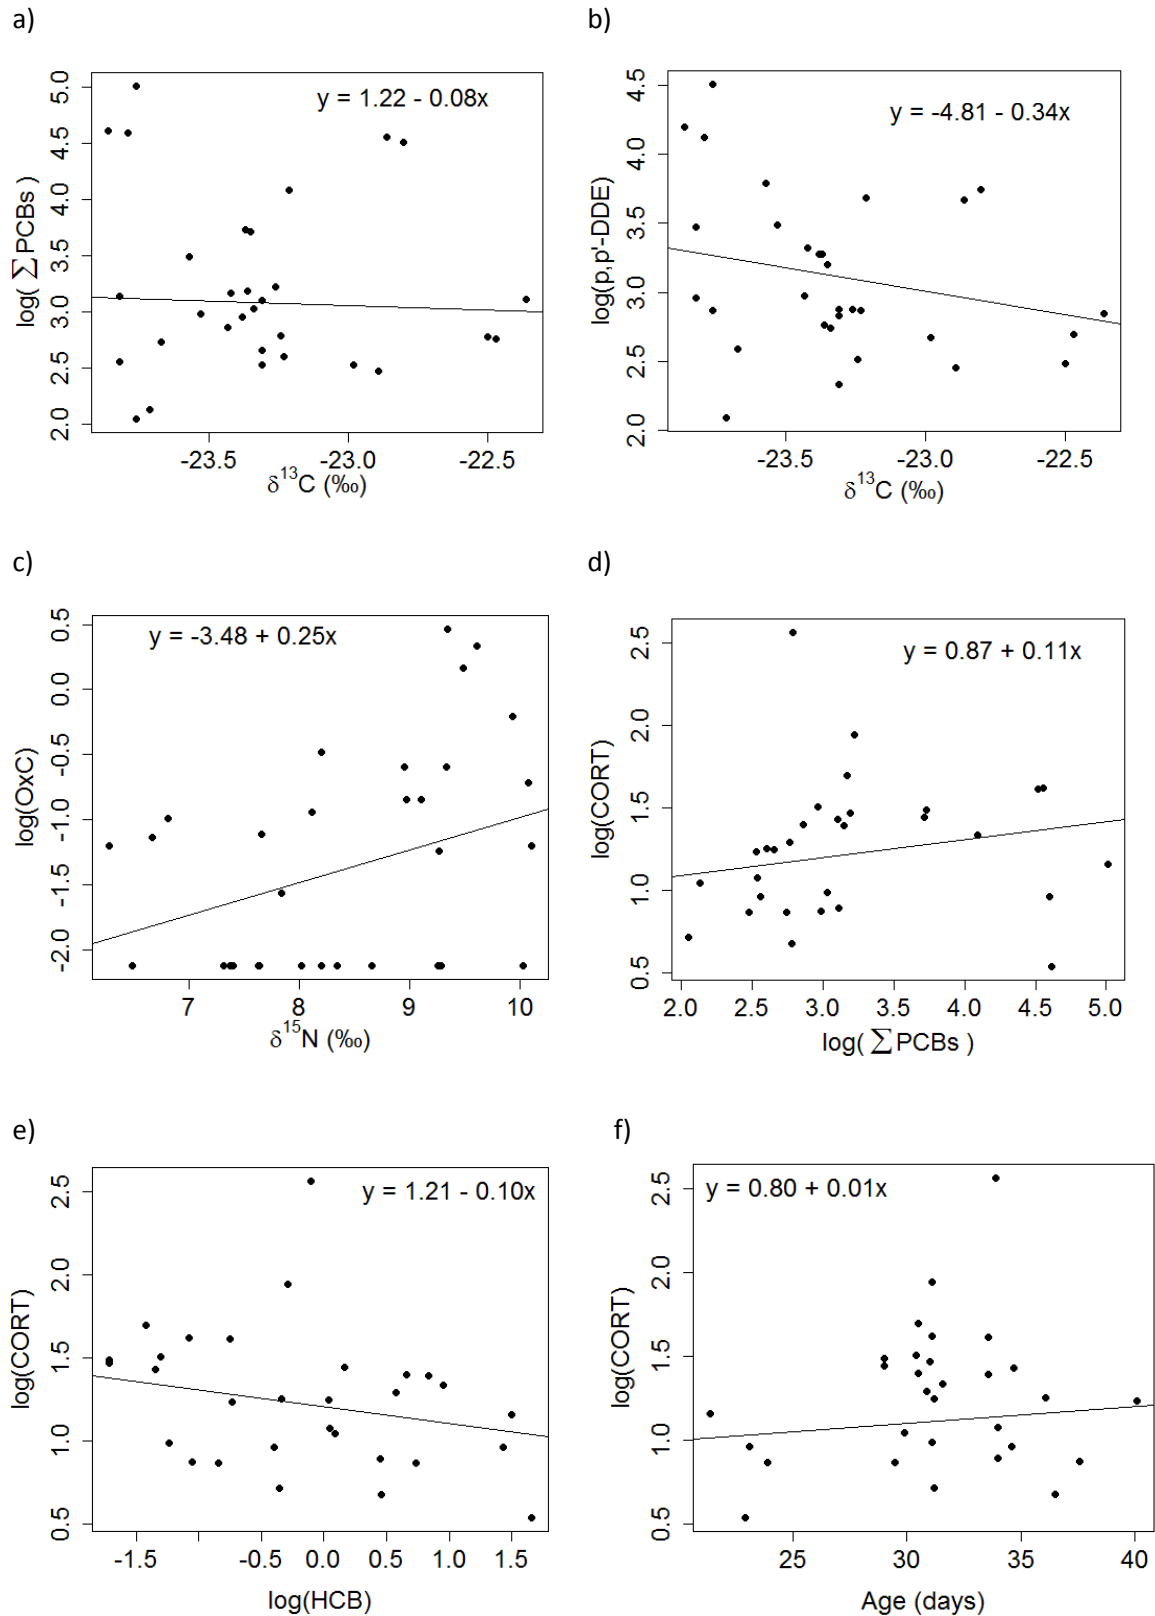 a)
y = 1.22 - 0.08x
log( ∑ PCBs )
5.0
4.5
4.0
3.5
3.0
2.5
2.0
-23.5 -23.0 -22.5
δ13C (‰)
b)
y = -4.81 - 0.34x
log(p,p'-DDE)
4.5
4.0
3.5
3.0
2.5
2.0
-23.5 -23.0 -22.5
δ13C (‰)
c)
y = -3.48 + 0.25x
log(OxC)
0.5
0.0
-0.5
-1.0
-1.5
-2.0
7 8 9 10
δ15N (‰)
d)
y = 0.87 + 0.11x
log(CORT)
2.5
2.0
1.5
1.0
0.5
2.0 2.5 3.0 3.5 4.0 4.5 5.0
log( ∑ PCBs )
e)
y = 1.21 - 0.10x
log(CORT)
2.5
2.0
1.5
1.0
0.5
-1.5 -0.5 0.0 0.5 1.0 1.5
log(HCB)
f)
y = 0.80 + 0.01x
log(CORT)
2.5
2.0
1.5
1.0
0.5
25 30 35 40
Age (days)